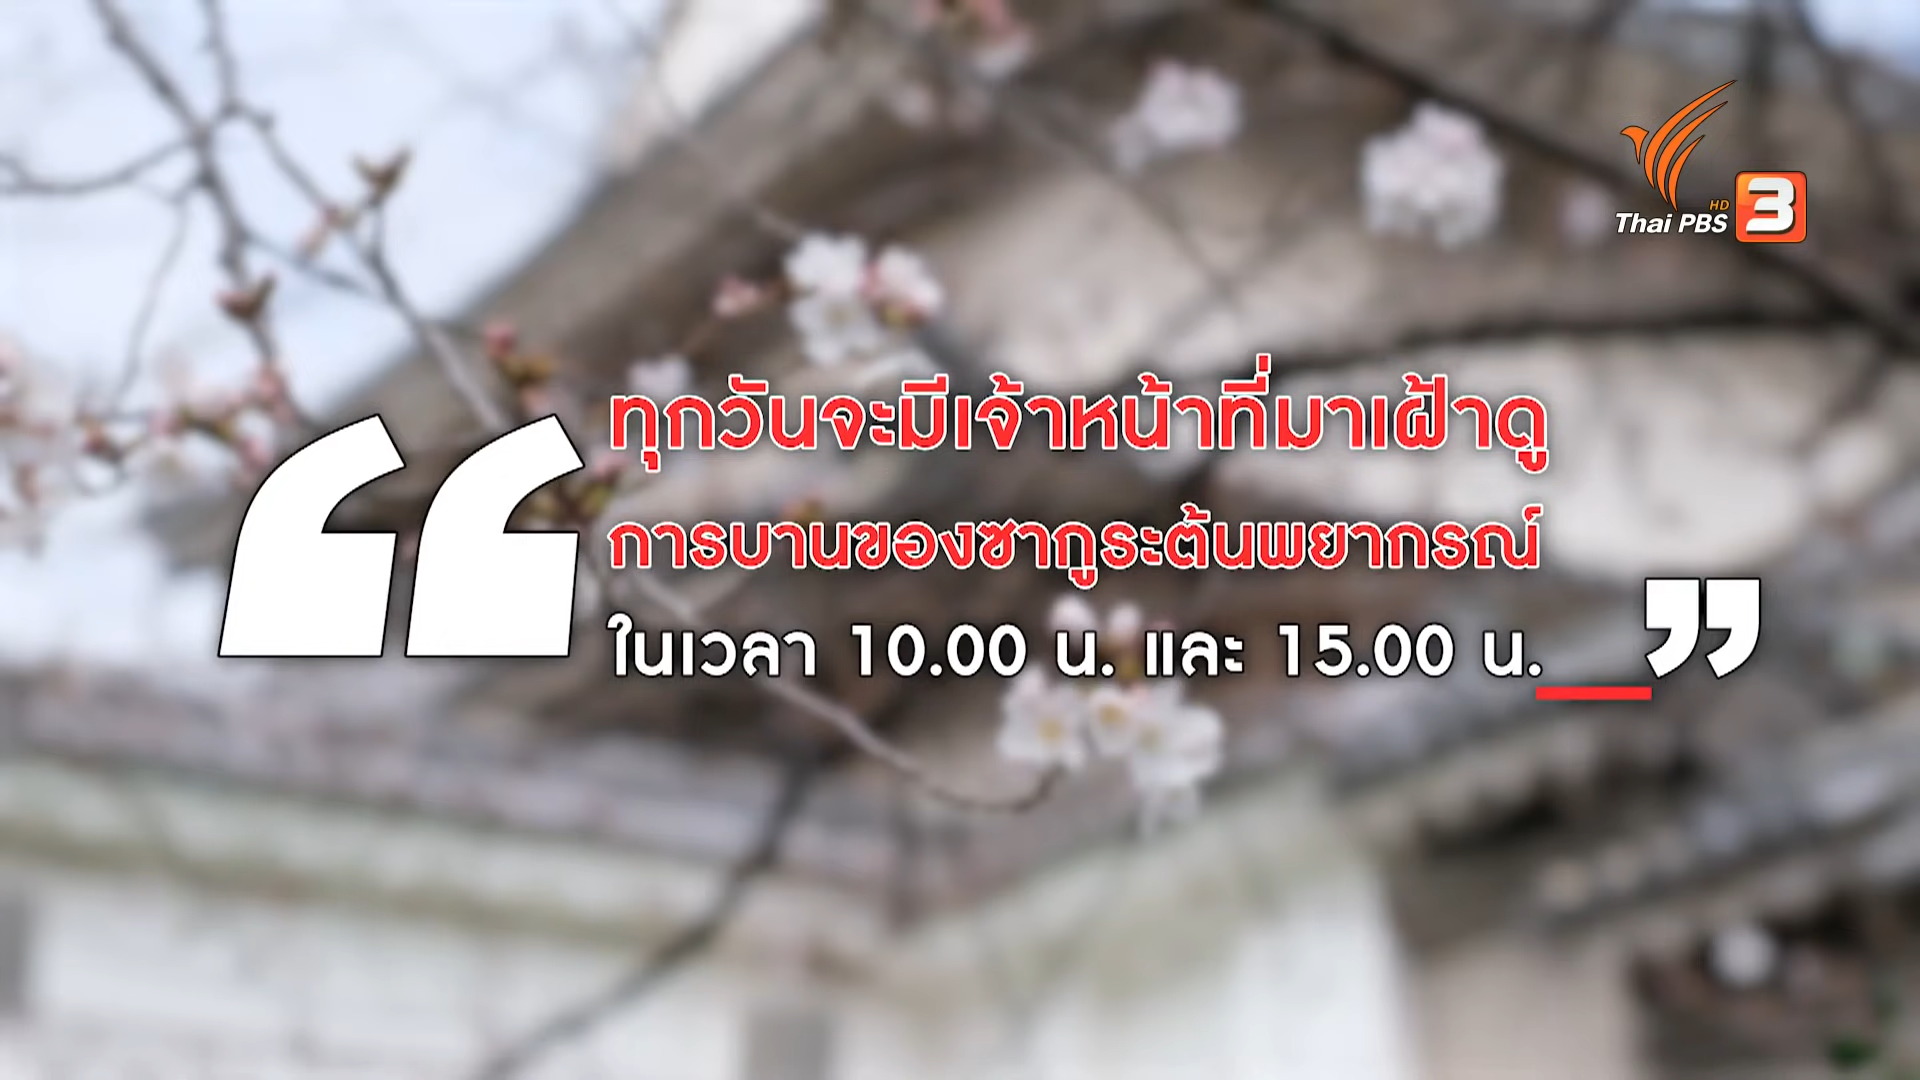 HD
Thai PBS 3
ทุกวันจะมีเจ้าหน้าที่มาเฝ้าดู
การบานของซากูระต้นพยากรณ์
ในเวลา 10.00 น. และ 15.00 น.